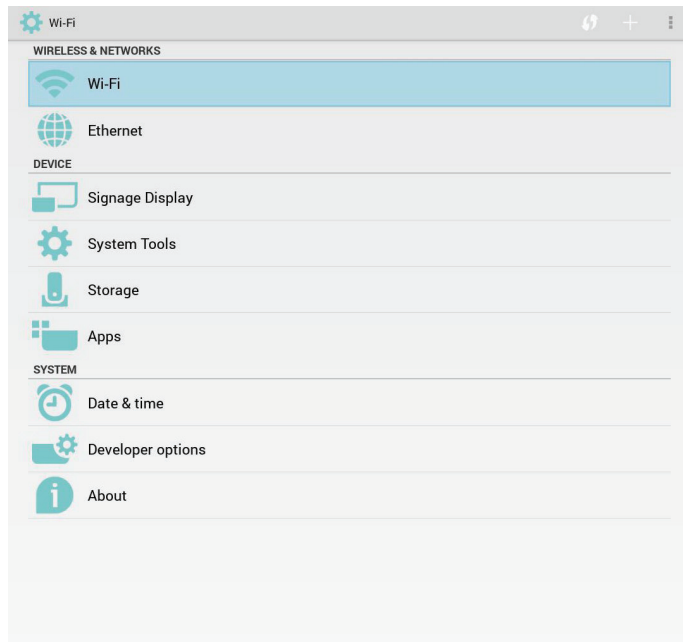 Wi-Fi
WIRELESS & NETWORKS
Wi-Fi
Ethernet
DEVICE
Signage Display
System Tools
Storage
Apps
SYSTEM
Date & time
Developer options
About